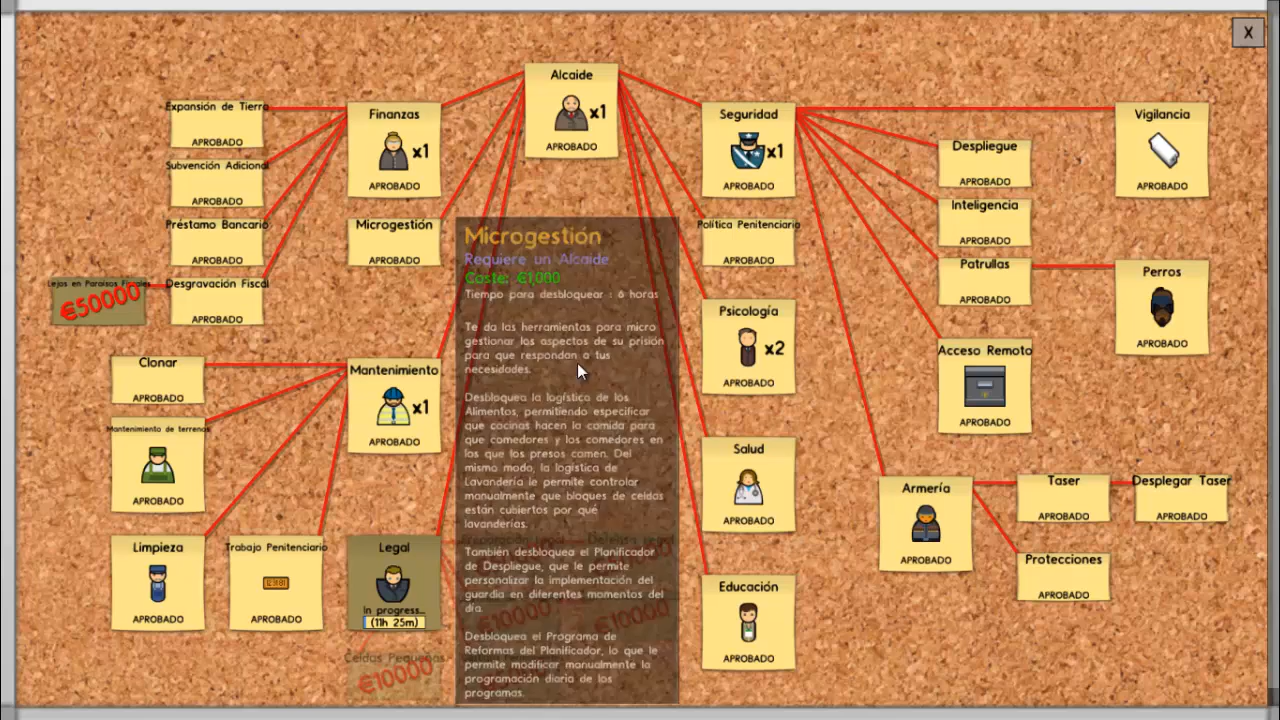 X
Alcaide
x1
APROBADO
Expansión de Tierra
APROBADO
Subvención Adicional
APROBADO
Préstamo Bancario
APROBADO
Desgravación Fiscal
APROBADO
Lejos en Paraísos Fiscales
€50000
Finanzas
x1
APROBADO
Microgestión
APROBADO
Clonar
APROBADO
Mantenimiento de terrenos
APROBADO
Limpieza
APROBADO
Trabajo Penitenciario
APROBADO
Mantenimiento
x1
APROBADO
Legal
In progress...
(11h 25m)
Celdas Pequeñas
€10000
Microgestión
Requiere un Alcaide
Coste: €1,000
Tiempo para desbloquear : 6 horas
Te da las herramientas para micro
gestionar los aspectos de su prisión
para que respondan a tus
necesidades.
Desbloquea la logística de los
Alimentos, permitiendo especificar
que cocinas hacen la comida para
que comedores y los comedores en
los que los presos comen. Del
mismo modo, la logística de
Lavandería le permite controlar
manualmente que bloques de celdas
están cubiertos por qué
lavanderías.
También desbloquea el Planificador
de Despliegue, que le permite
personalizar la implementación del
guardia en diferentes momentos del
día.
Desbloquea el Programa de
Reformas del Planificador, lo que le
permite modificar manualmente la
programación diaria de los
programas.
€10000
€10000
Seguridad
x1
APROBADO
Política Penitenciario
APROBADO
Psicología
x2
APROBADO
Salud
APROBADO
Educación
APROBADO
Despliegue
APROBADO
Inteligencia
APROBADO
Patrullas
APROBADO
Acceso Remoto
APROBADO
Vigilancia
APROBADO
Perros
APROBADO
Armería
APROBADO
Taser
APROBADO
Desplegar Taser
APROBADO
Protecciones
APROBADO